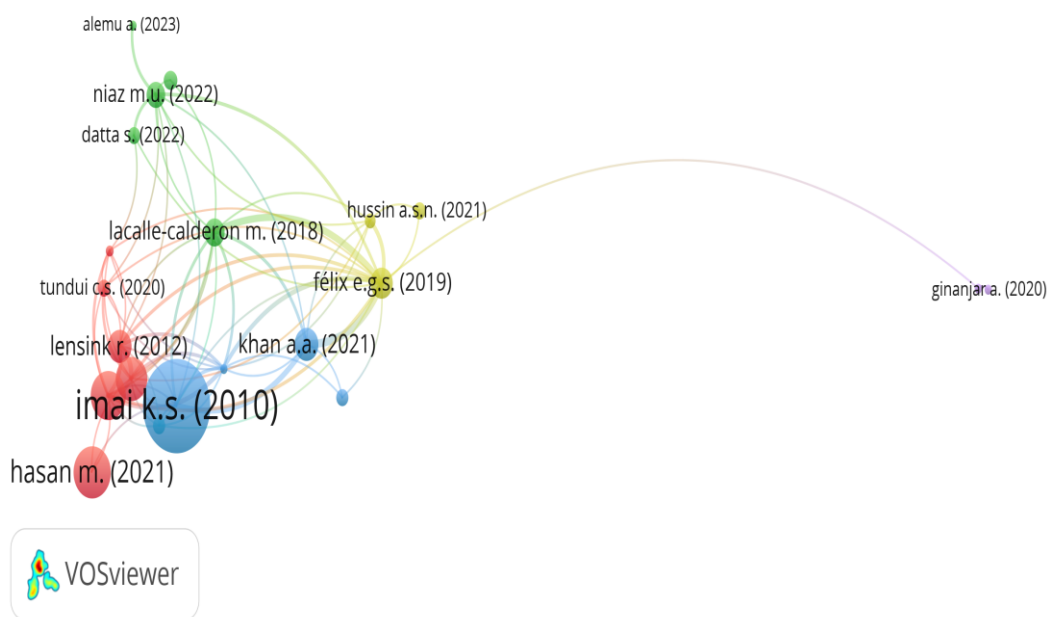 alemu a. (2023)
niaz m.u. (2022)
datta s. (2022)
hussin a.s.n. (2021)
lacalle-calderon m. (2018)
félix e.g.s. (2019)
tundui c.s. (2020)
ginanjar a. (2020)
lensink r. (2012)
khan a.a. (2021)
imai k.s. (2010)
hasan m. (2021)
VOSviewer